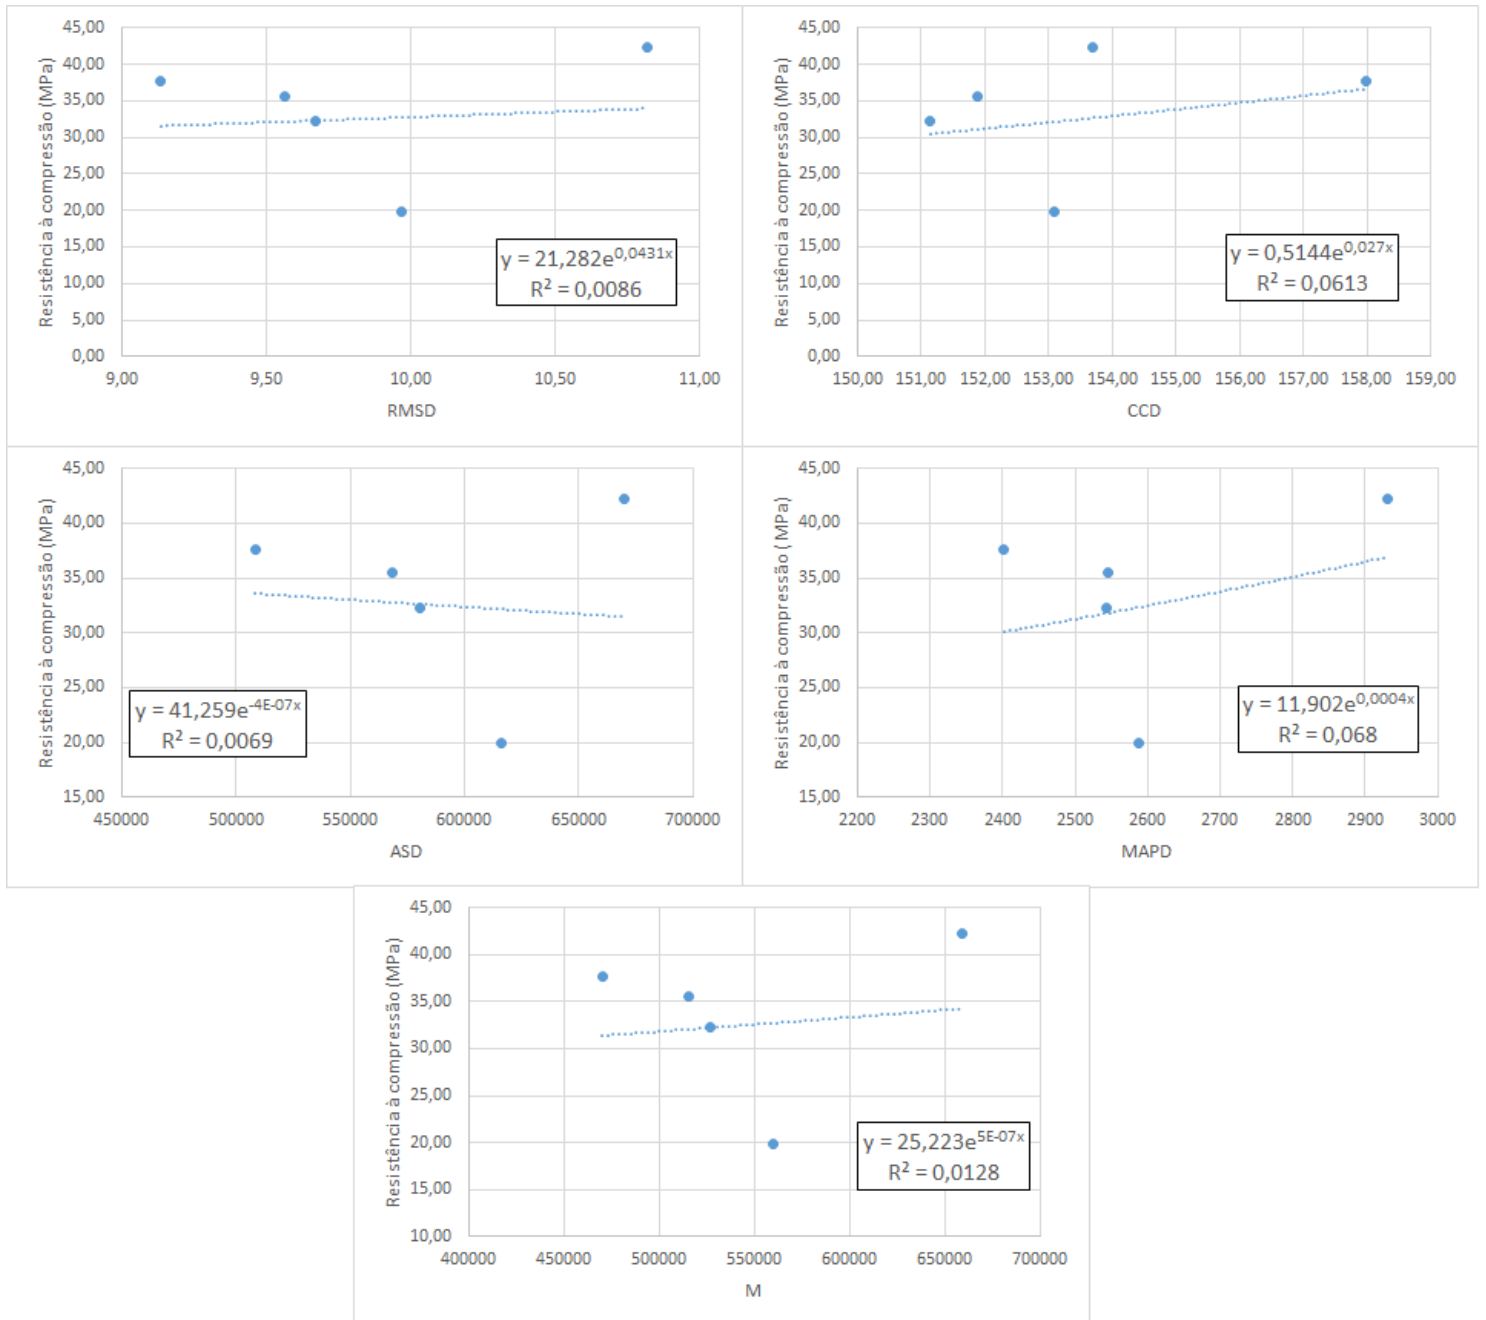 Resistência à compressão (MPa)
45,00
40,00
35,00
30,00
25,00
20,00
15,00
10,00
5,00
0,00
y = 21,282e^0,0431x
R² = 0,0086
9,00 9,50 10,00 10,50 11,00
RMSD
Resistência à compressão (MPa)
45,00
40,00
35,00
30,00
25,00
20,00
15,00
10,00
5,00
0,00
y = 0,5144e^0,027x
R² = 0,0613
150,00 151,00 152,00 153,00 154,00 155,00 156,00 157,00 158,00 159,00
CCD
Resistência à compressão (MPa)
45,00
40,00
35,00
30,00
25,00
20,00
15,00
y = 41,259e^-4E-07x
R² = 0,0069
450000 500000 550000 600000 650000 700000
ASD
Resistência à compressão ( MPa)
45,00
40,00
35,00
30,00
25,00
20,00
15,00
y = 11,902e^0,0004x
R² = 0,068
2200 2300 2400 2500 2600 2700 2800 2900 3000
MAPD
Resistência à compressão (MPa)
45,00
40,00
35,00
30,00
25,00
20,00
15,00
10,00
y = 25,223e^5E-07x
R² = 0,0128
400000 450000 500000 550000 600000 650000 700000
M